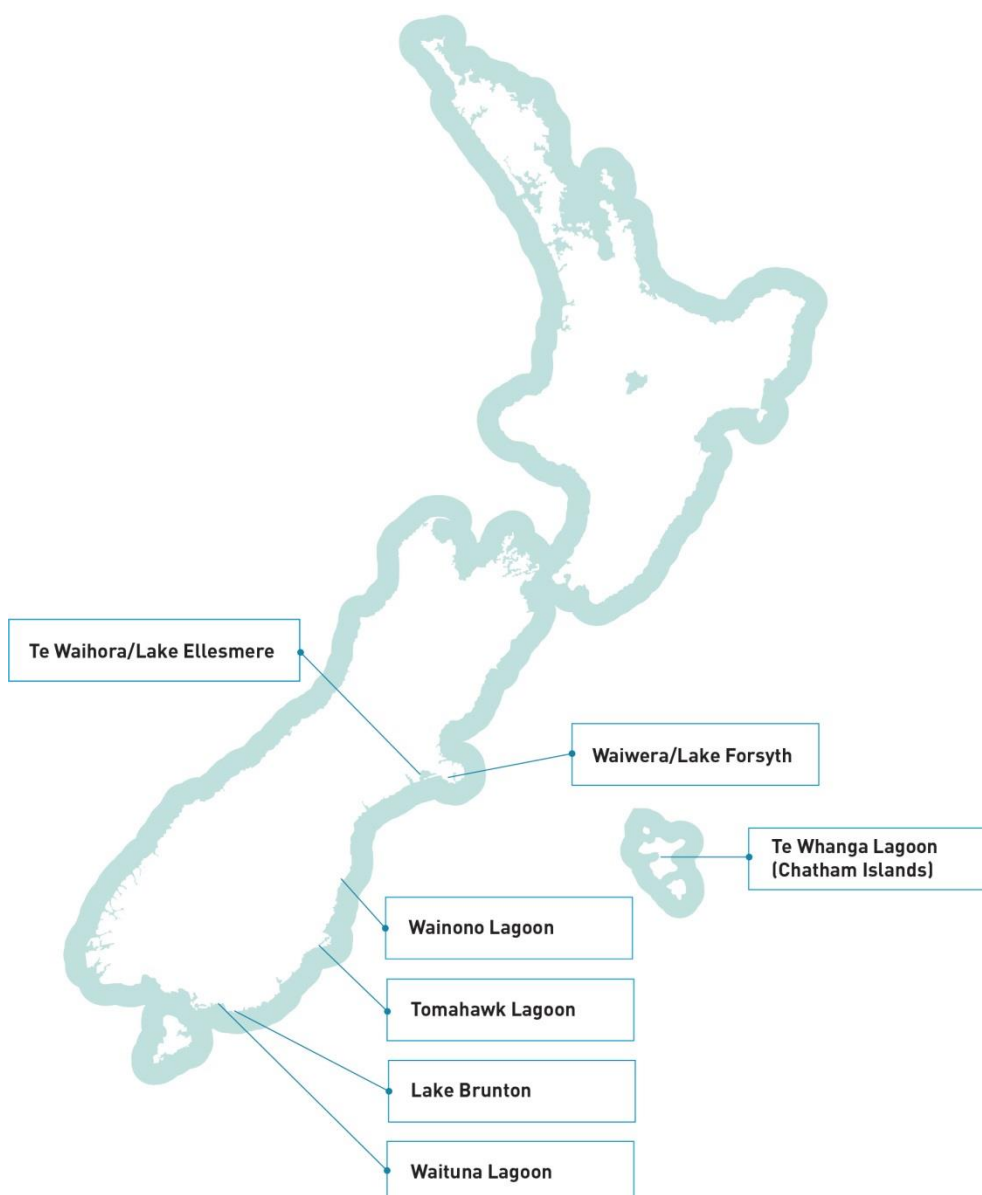 Te Waihora/Lake Ellesmere
Waiwera/Lake Forsyth
Te Whanga Lagoon
(Chatham Islands)
Wainono Lagoon
Tomahawk Lagoon
Lake Brunton
Waituna Lagoon